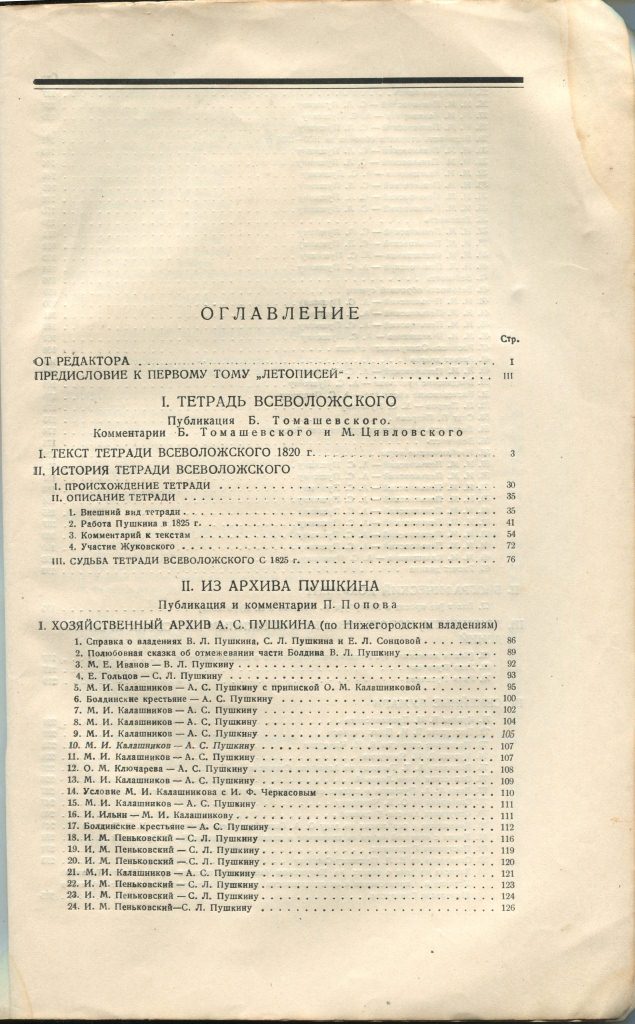 ОГЛАВЛЕНИЕ
Стр.
ОТ РЕДАКТОРА . . . . . . . . . . I
ПРЕДИСЛОВИЕ К ПЕРВОМУ ТОМУ „ЛЕТОПИСЕЙ“ . . . . . . . . . . III
I. ТЕТРАДЬ ВСЕВОЛОЖСКОГО
Публикация Б. Томашевского.
Комментарии Б. Томашевского и М. Цявловского
I. ТЕКСТ ТЕТРАДИ ВСЕВОЛОЖСКОГО 1820 г. . . . . . . . . . . 3
II. ИСТОРИЯ ТЕТРАДИ ВСЕВОЛОЖСКОГО
I. ПРОИСХОЖДЕНИЕ ТЕТРАДИ . . . . . . . . . . 30
II. ОПИСАНИЕ ТЕТРАДИ . . . . . . . . . . 35
1. Внешний вид тетради . . . . . . . . . . 35
2. Работа Пушкина в 1825 г. . . . . . . . . . . 41
3. Комментарий к текстам . . . . . . . . . . 54
4. Участие Жуковского . . . . . . . . . . 72
III. СУДЬБА ТЕТРАДИ ВСЕВОЛОЖСКОГО С 1825 г. . . . . . . . . . . 76
II. ИЗ АРХИВА ПУШКИНА
Публикация и комментарии П. Попова
I. ХОЗЯЙСТВЕННЫЙ АРХИВ А. С. ПУШКИНА (по Нижегородским владениям)
1. Справка о владениях В. Л. Пушкина, С. Л. Пушкина и Е. Л. Сонцовой . . . . . . . . . . 86
2. Полюбовная сказка об отмежевании части Болдина В. Л. Пушкину . . . . . . . . . . 89
3. М. Е. Иванов — В. Л. Пушкину . . . . . . . . . . 92
4. Е. Гольцов — С. Л. Пушкину . . . . . . . . . . 93
5. М. И. Калашников — А. С. Пушкину с припиской О. М. Калашниковой . . . . . . . . . . 95
6. Болдинские крестьяне — А. С. Пушкину . . . . . . . . . . 100
7. М. И. Калашников — А. С. Пушкину . . . . . . . . . . 102
8. М. И. Калашников — А. С. Пушкину . . . . . . . . . . 104
9. М. И. Калашников — А. С. Пушкину . . . . . . . . . . 105
10. М. И. Калашников — А. С. Пушкину . . . . . . . . . . 107
11. М. И. Калашников — А. С. Пушкину . . . . . . . . . . 107
12. О. М. Ключарева — А. С. Пушкину . . . . . . . . . . 108
13. М. И. Калашников — А. С. Пушкину . . . . . . . . . . 109
14. Условие М. И. Калашникова с И. Ф. Черкасовым . . . . . . . . . . 110
15. М. И. Калашников — А. С. Пушкину . . . . . . . . . . 111
16. И. Ильин — М. И. Калашникову . . . . . . . . . . 111
17. Болдинские крестьяне — А. С. Пушкину . . . . . . . . . . 112
18. И. М. Пеньковский — С. Л. Пушкину . . . . . . . . . . 116
19. И. М. Пеньковский — С. Л. Пушкину . . . . . . . . . . 119
20. И. М. Пеньковский — С. Л. Пушкину . . . . . . . . . . 120
21. М. И. Калашников — А. С. Пушкину . . . . . . . . . . 121
22. И. М. Пеньковский — С. Л. Пушкину . . . . . . . . . . 123
23. И. М. Пеньковский — С. Л. Пушкину . . . . . . . . . . 124
24. И. М. Пеньковский — С. Л. Пушкину . . . . . . . . . . 126